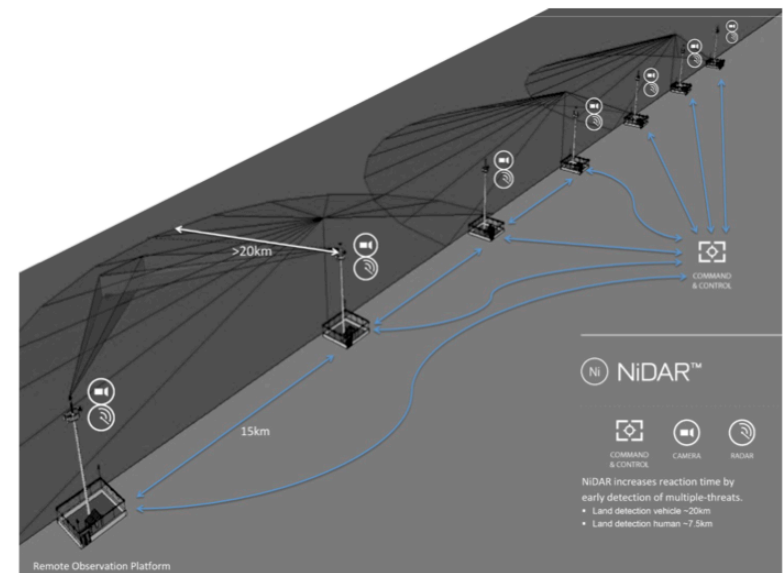 >20km
COMMAND
& CONTROL
15km
Ni NiDAR™
COMMAND
& CONTROL
CAMERA
RADAR
NiDAR increases reaction time by
early detection of multiple-threats.
• Land detection vehicle ~20km
• Land detection human ~7.5km
Remote Observation Platform